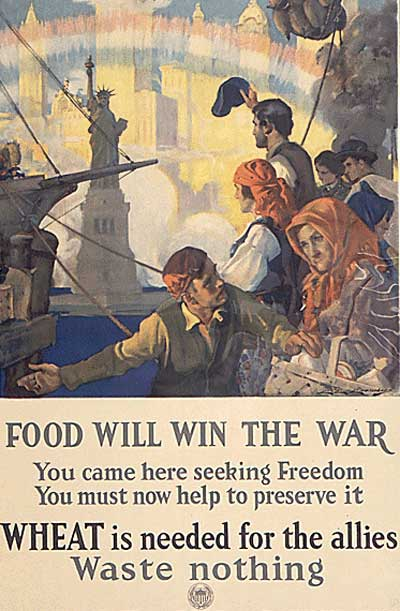 FOOD WILL WIN THE WAR
You came here seeking Freedom
You must now help to preserve it
WHEAT is needed for the allies
Waste nothing